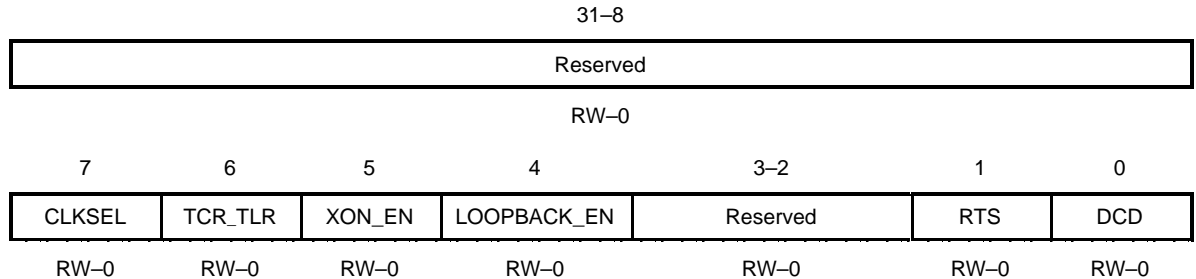 31–8
Reserved
RW–0
7 6 5 4 3–2 1 0
CLKSEL TCR_TLR XON_EN LOOPBACK_EN Reserved RTS DCD
RW–0 RW–0 RW–0 RW–0 RW–0 RW–0 RW–0